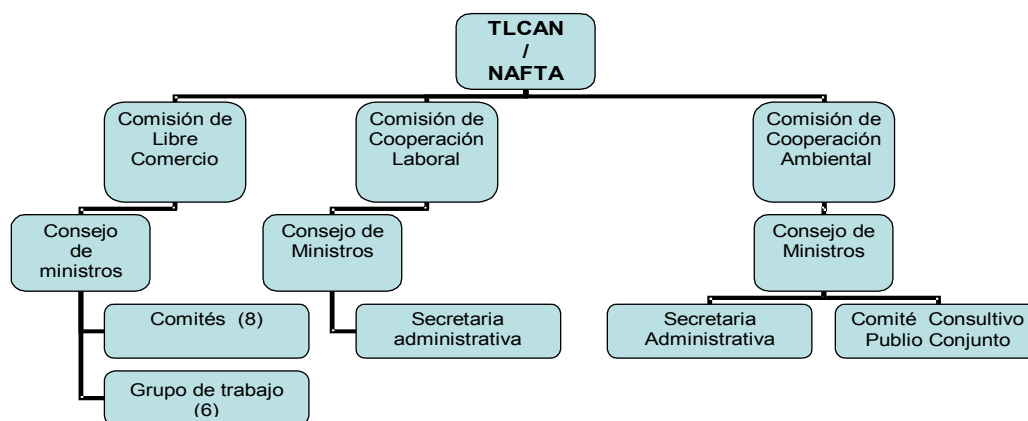 TLCAN
/
NAFTA
Comisión de
Libre
Comercio
Comisión de
Cooperación
Laboral
Comisión de
Cooperación
Ambiental
Consejo
de
ministros
Consejo de
Ministros
Consejo de
Ministros
Comités (8)
Secretaria
administrativa
Secretaria
Administrativa
Comité Consultivo
Publio Conjunto
Grupo de trabajo
(6)